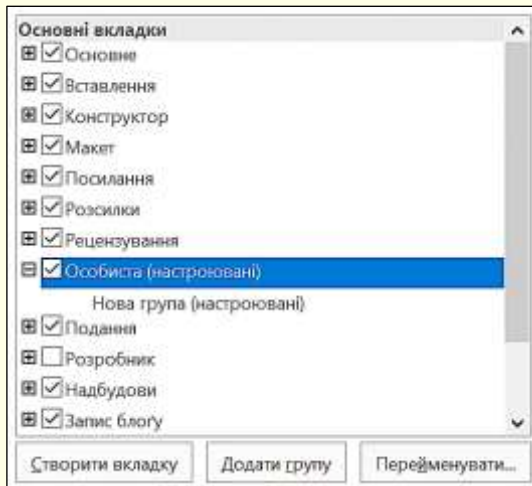 Основні вкладки
Основне
Вставлення
Конструктор
Макет
Посилання
Розсилки
Рецензування
Особиста (настроювані)
Нова група (настроювані)
Подання
Розробник
Надбудови
Запис блоґу
Створити вкладку Додати групу Перейменувати...